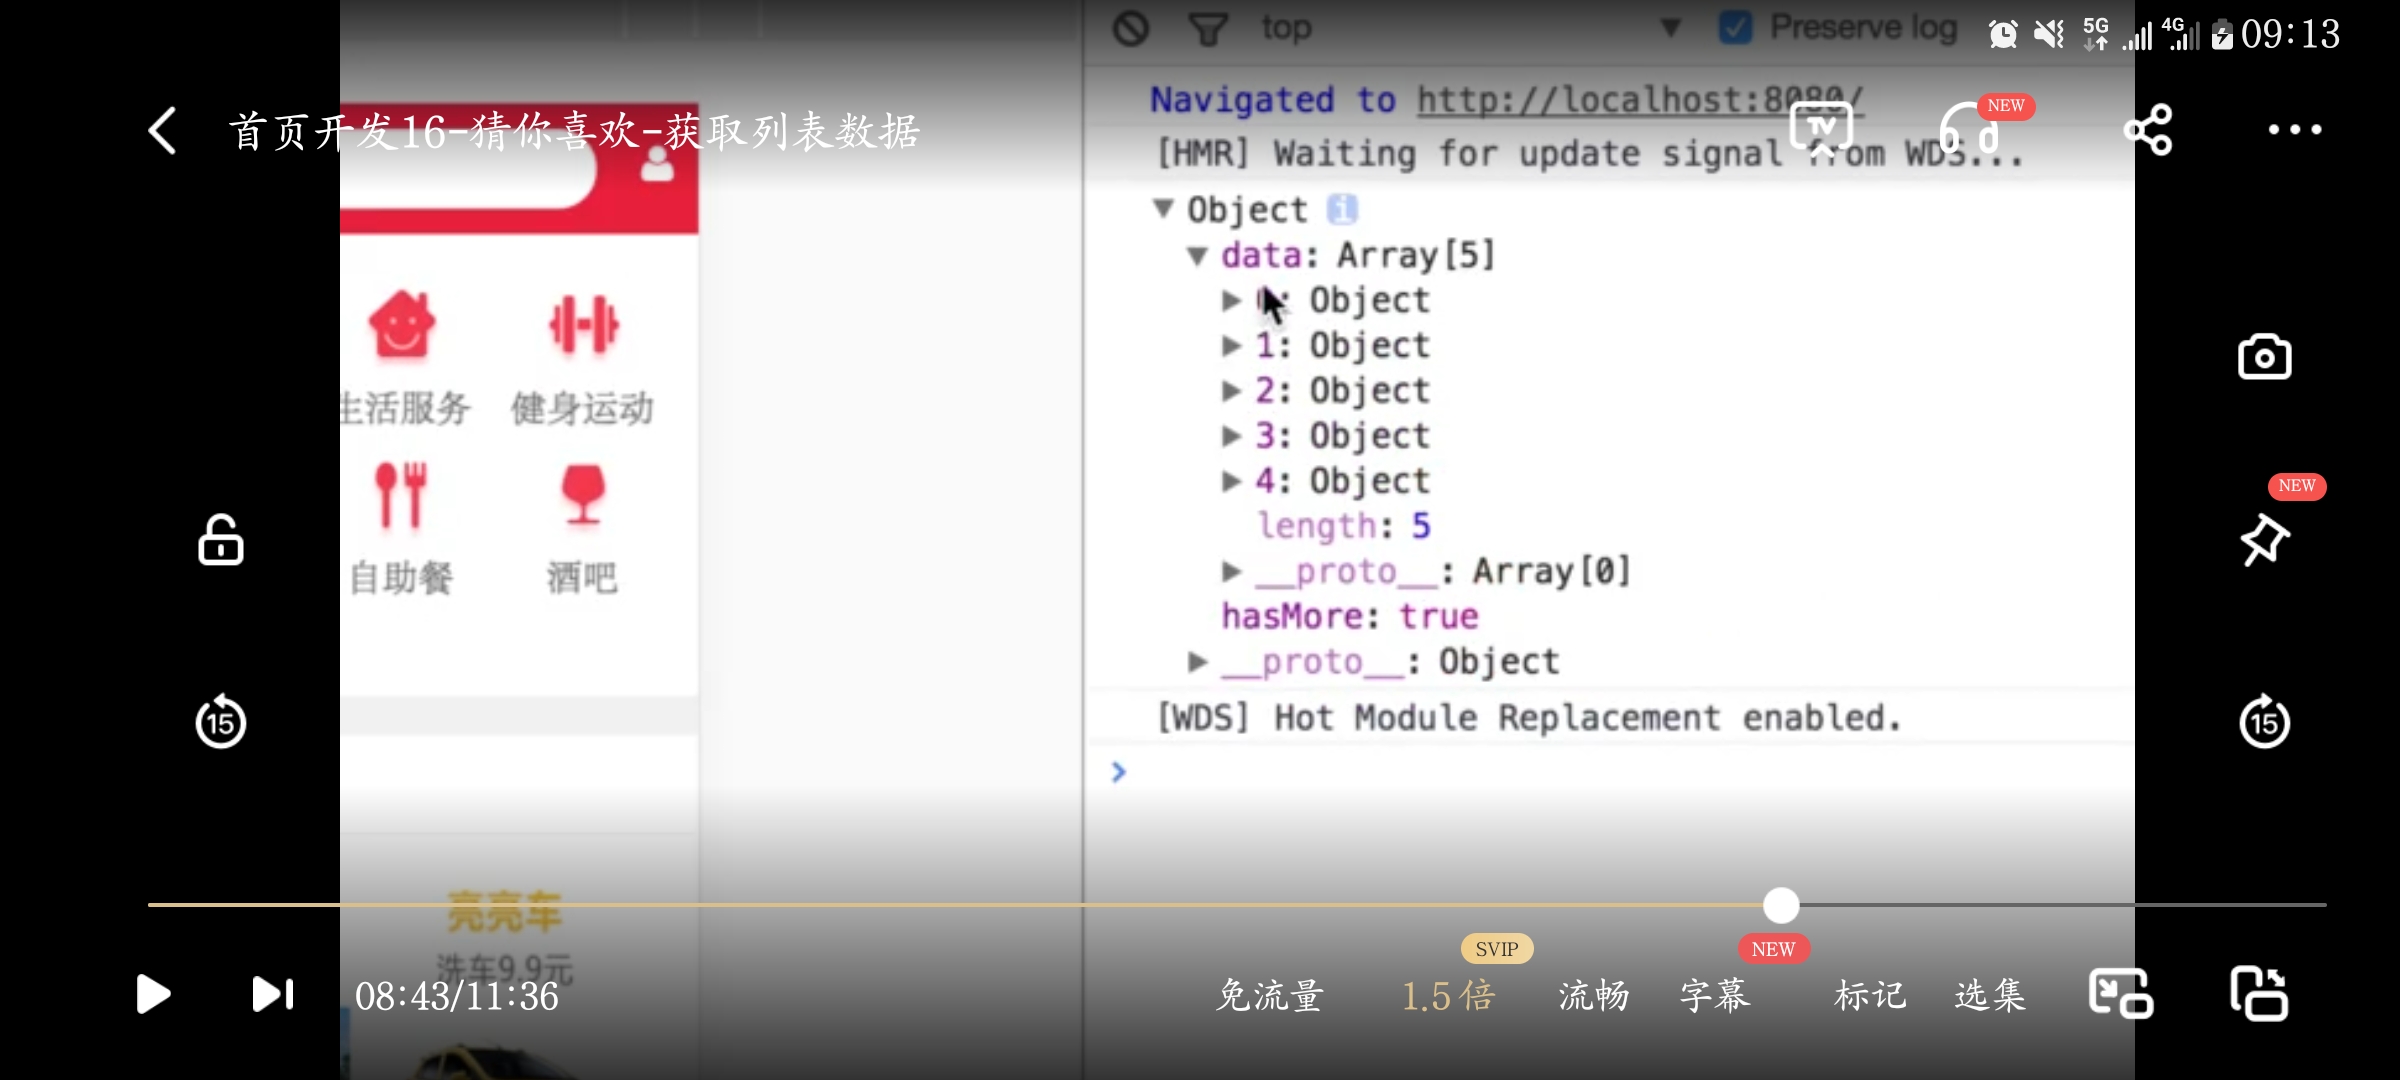 top
Preserve log
5G
4G
09:13
Navigated to http://localhost:8080/
首页开发16-猜你喜欢-获取列表数据
TV
NEW
[HMR] Waiting for update signal from WDS...
Object i
data: Array[5]
0: Object
1: Object
2: Object
3: Object
4: Object
length: 5
__proto__: Array[0]
hasMore: true
__proto__: Object
[WDS] Hot Module Replacement enabled.
>
生活服务
健身运动
自助餐
酒吧
NEW
15
15
亮亮车
洗车9.9元
08:43/11:36
免流量
SVIP
1.5倍
流畅
NEW
字幕
标记
选集